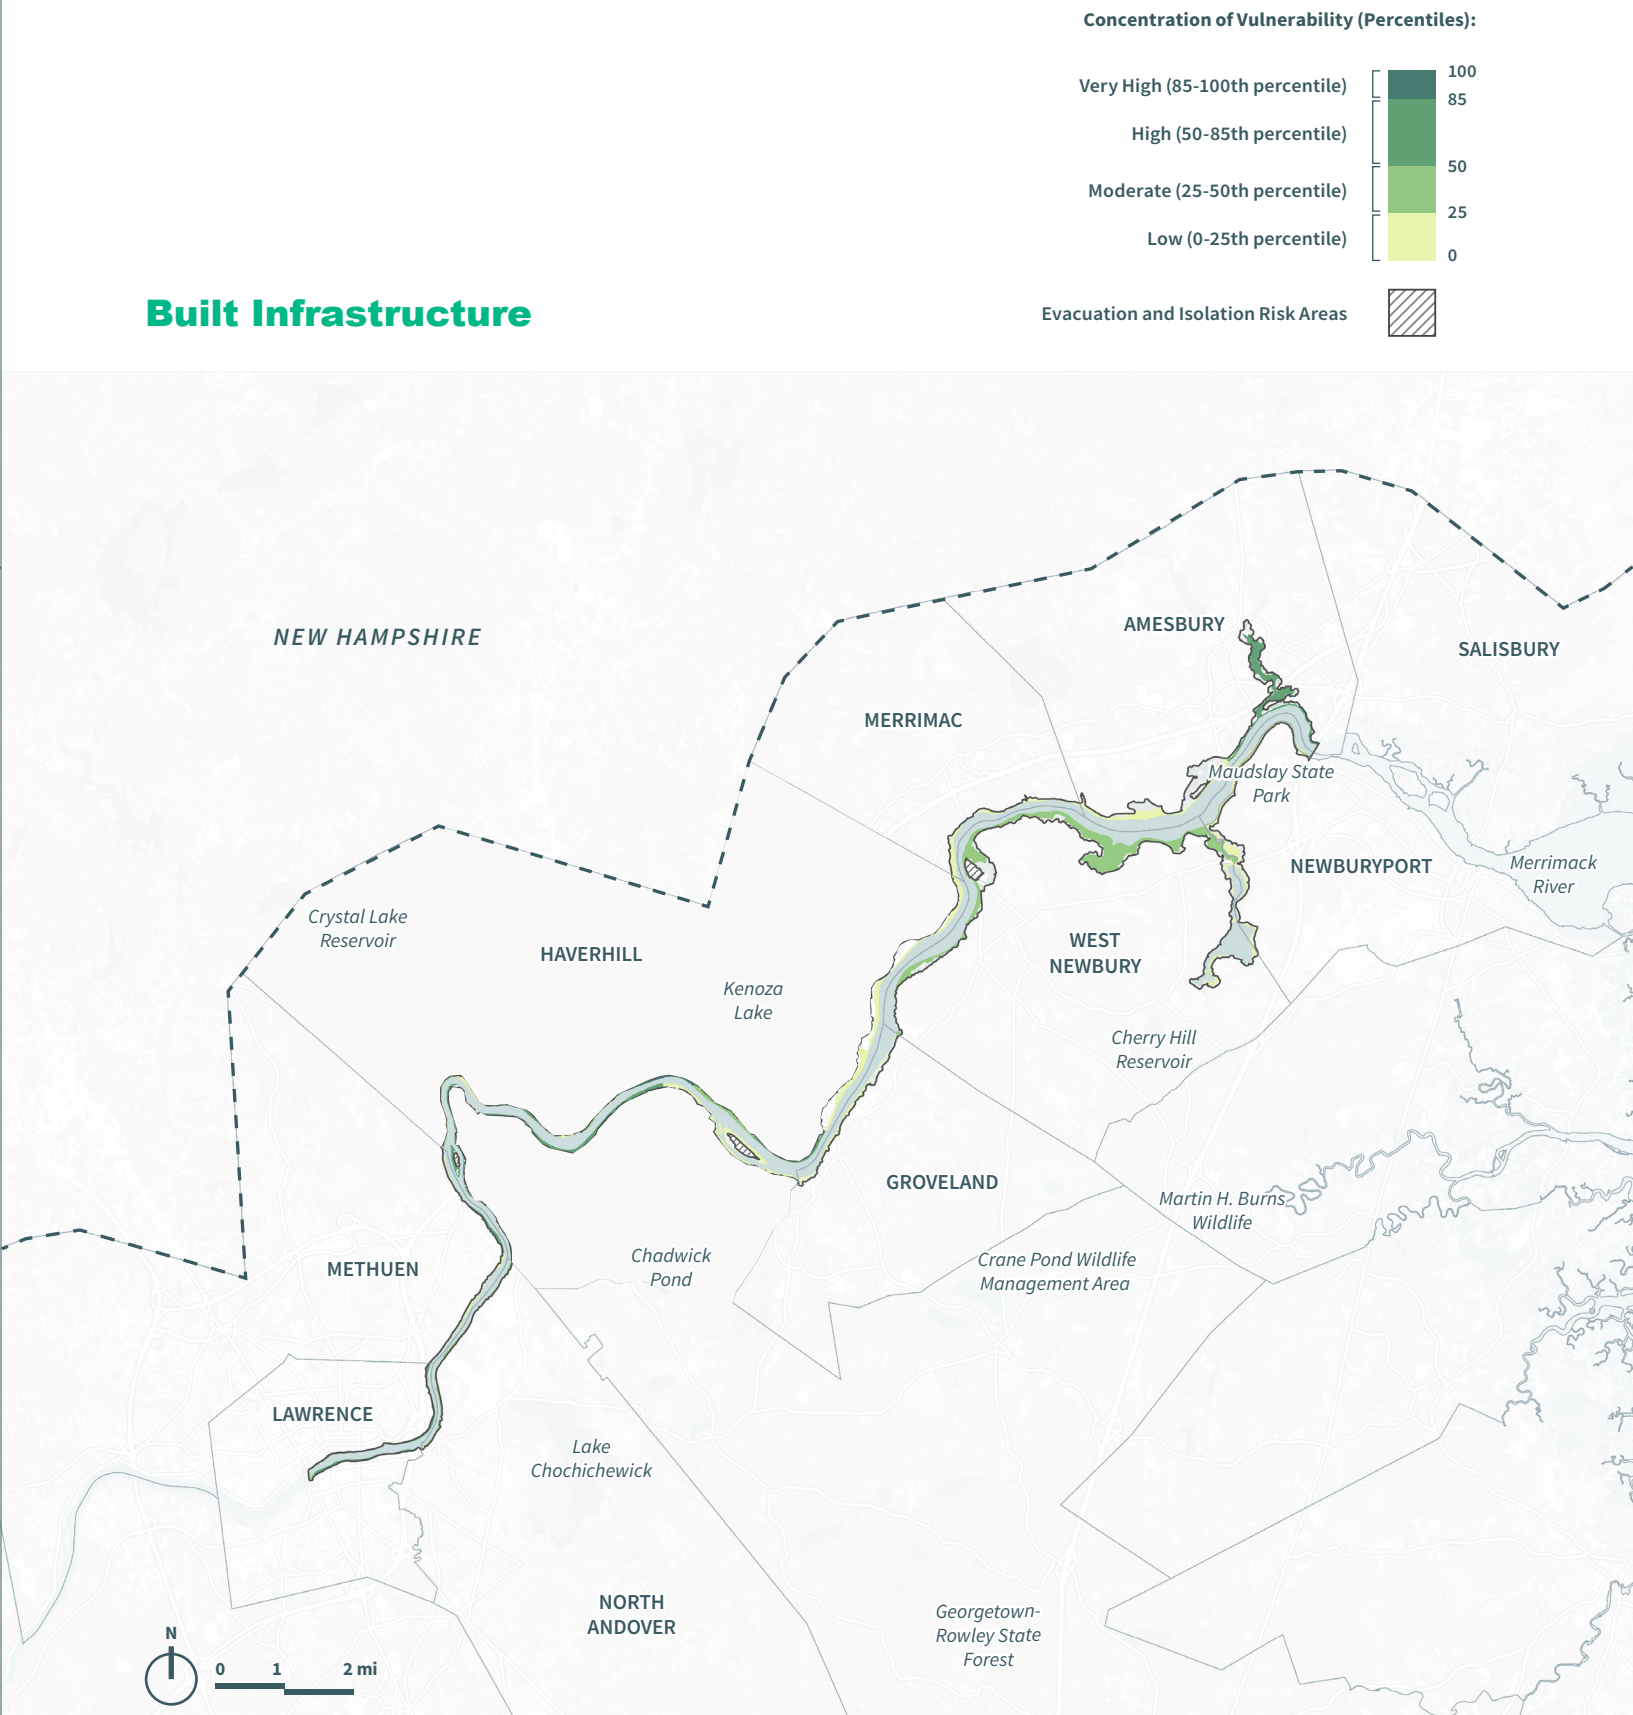 Concentration of Vulnerability (Percentiles):
100
Very High (85-100th percentile)
85
High (50-85th percentile)
50
Moderate (25-50th percentile)
25
Low (0-25th percentile)
0
Built Infrastructure
Evacuation and Isolation Risk Areas
NEW HAMPSHIRE
AMESBURY
SALISBURY
MERRIMAC
Maudslay State
Park
NEWBURYPORT
Merrimack
River
Crystal Lake
Reservoir
HAVERHILL
WEST
NEWBURY
Kenoza
Lake
Cherry Hill
Reservoir
GROVELAND
Martin H. Burns
Wildlife
METHUEN
Chadwick
Pond
Crane Pond Wildlife
Management Area
LAWRENCE
Lake
Chochichewick
NORTH
ANDOVER
Georgetown-
Rowley State
Forest
N
0 1 2 mi